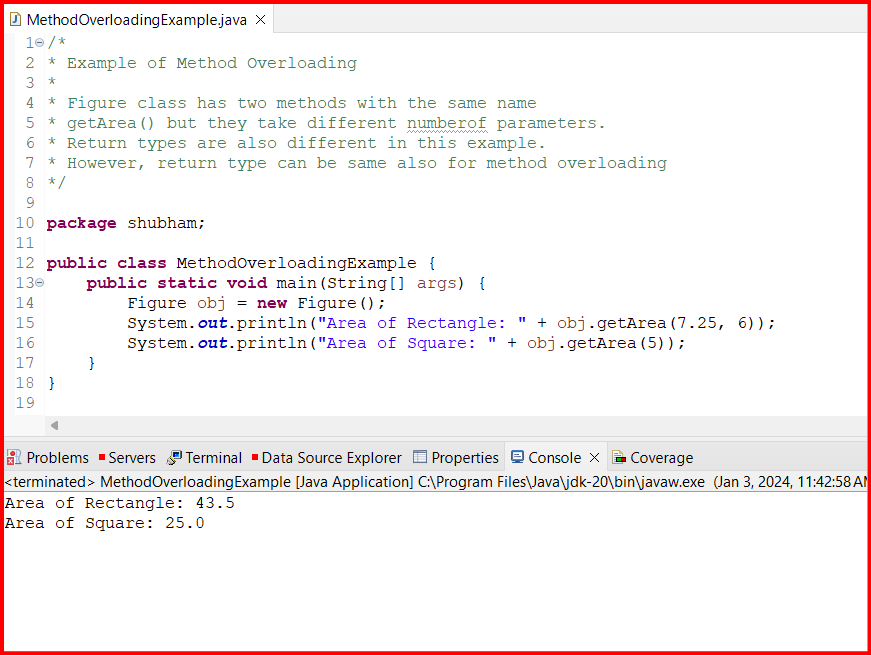 MethodOverloadingExample.java
1 /*
2 * Example of Method Overloading
3 *
4 * Figure class has two methods with the same name
5 * getArea() but they take different numberof parameters.
6 * Return types are also different in this example.
7 * However, return type can be same also for method overloading
8 */
9
10 package shubham;
11
12 public class MethodOverloadingExample {
13 public static void main(String[] args) {
14 Figure obj = new Figure();
15 System.out.println("Area of Rectangle: " + obj.getArea(7.25, 6));
16 System.out.println("Area of Square: " + obj.getArea(5));
17 }
18 }
19
Problems Servers Terminal Data Source Explorer Properties Console Coverage
<terminated> MethodOverloadingExample [Java Application] C:\Program Files\Java\jdk-20\bin\javaw.exe (Jan 3, 2024, 11:42:58 AM
Area of Rectangle: 43.5
Area of Square: 25.0